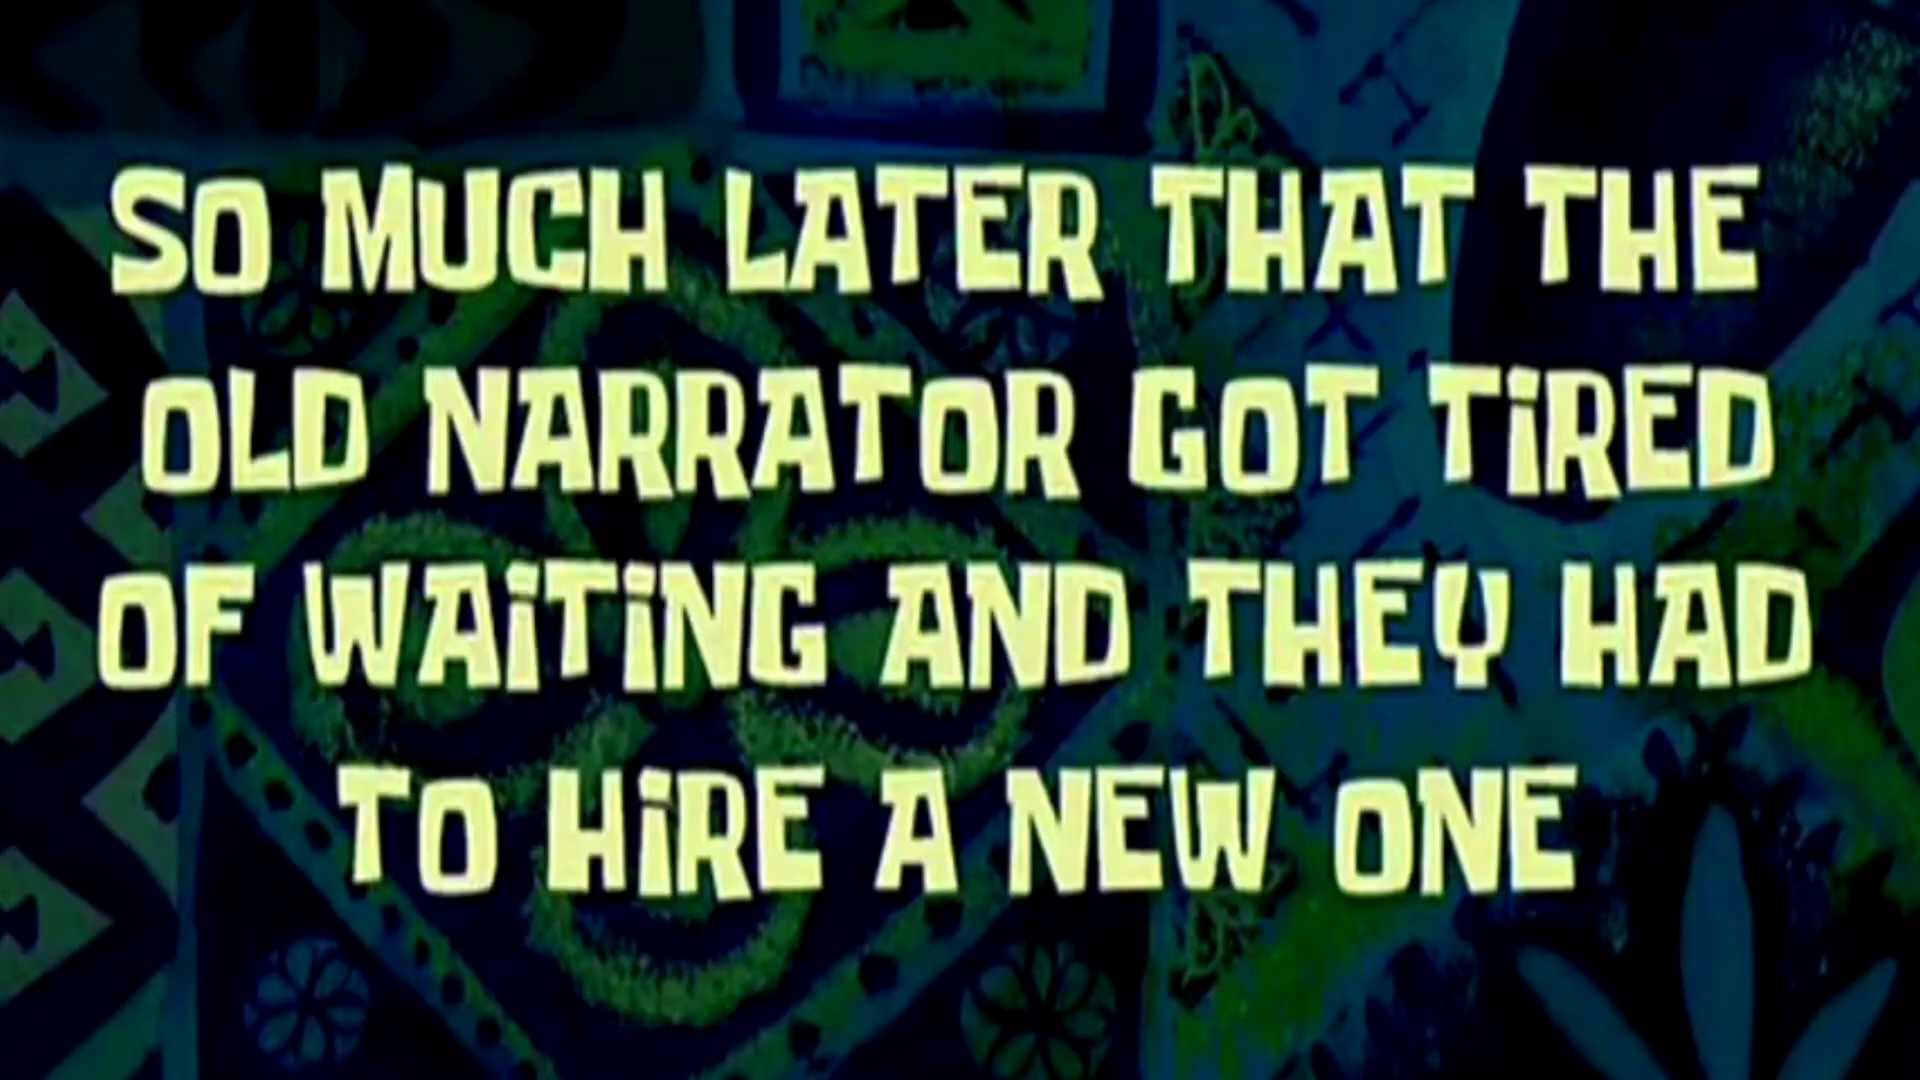 SO MUCH LATER THAT THE
OLD NARRATOR GOT TiRED
OF WAiTiNG AND THEY HAD
TO HiRE A NEW ONE